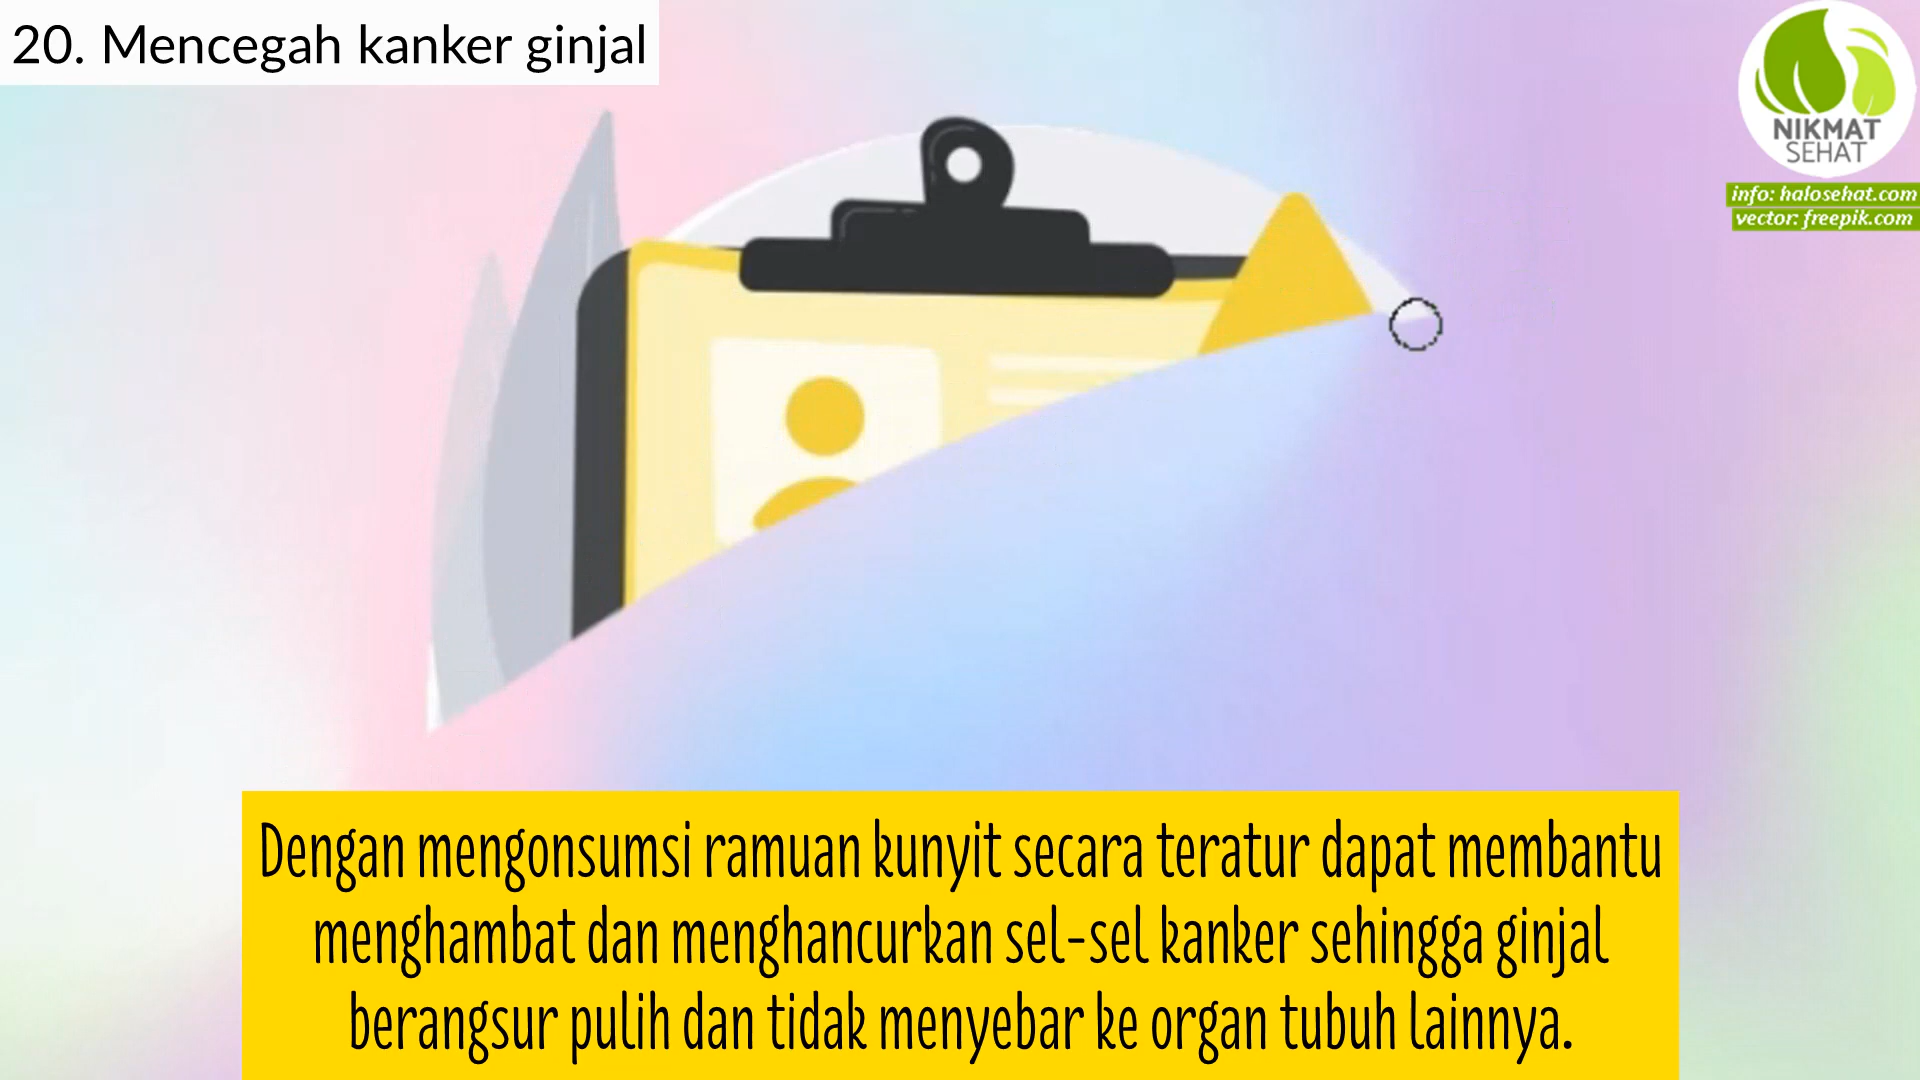 20. Mencegah kanker ginjal
NIKMAT
SEHAT
info: halosehat.com
vector: freepik.com
Dengan mengonsumsi ramuan kunyit secara teratur dapat membantu
menghambat dan menghancurkan sel-sel kanker sehingga ginjal
berangsur pulih dan tidak menyebar ke organ tubuh lainnya.